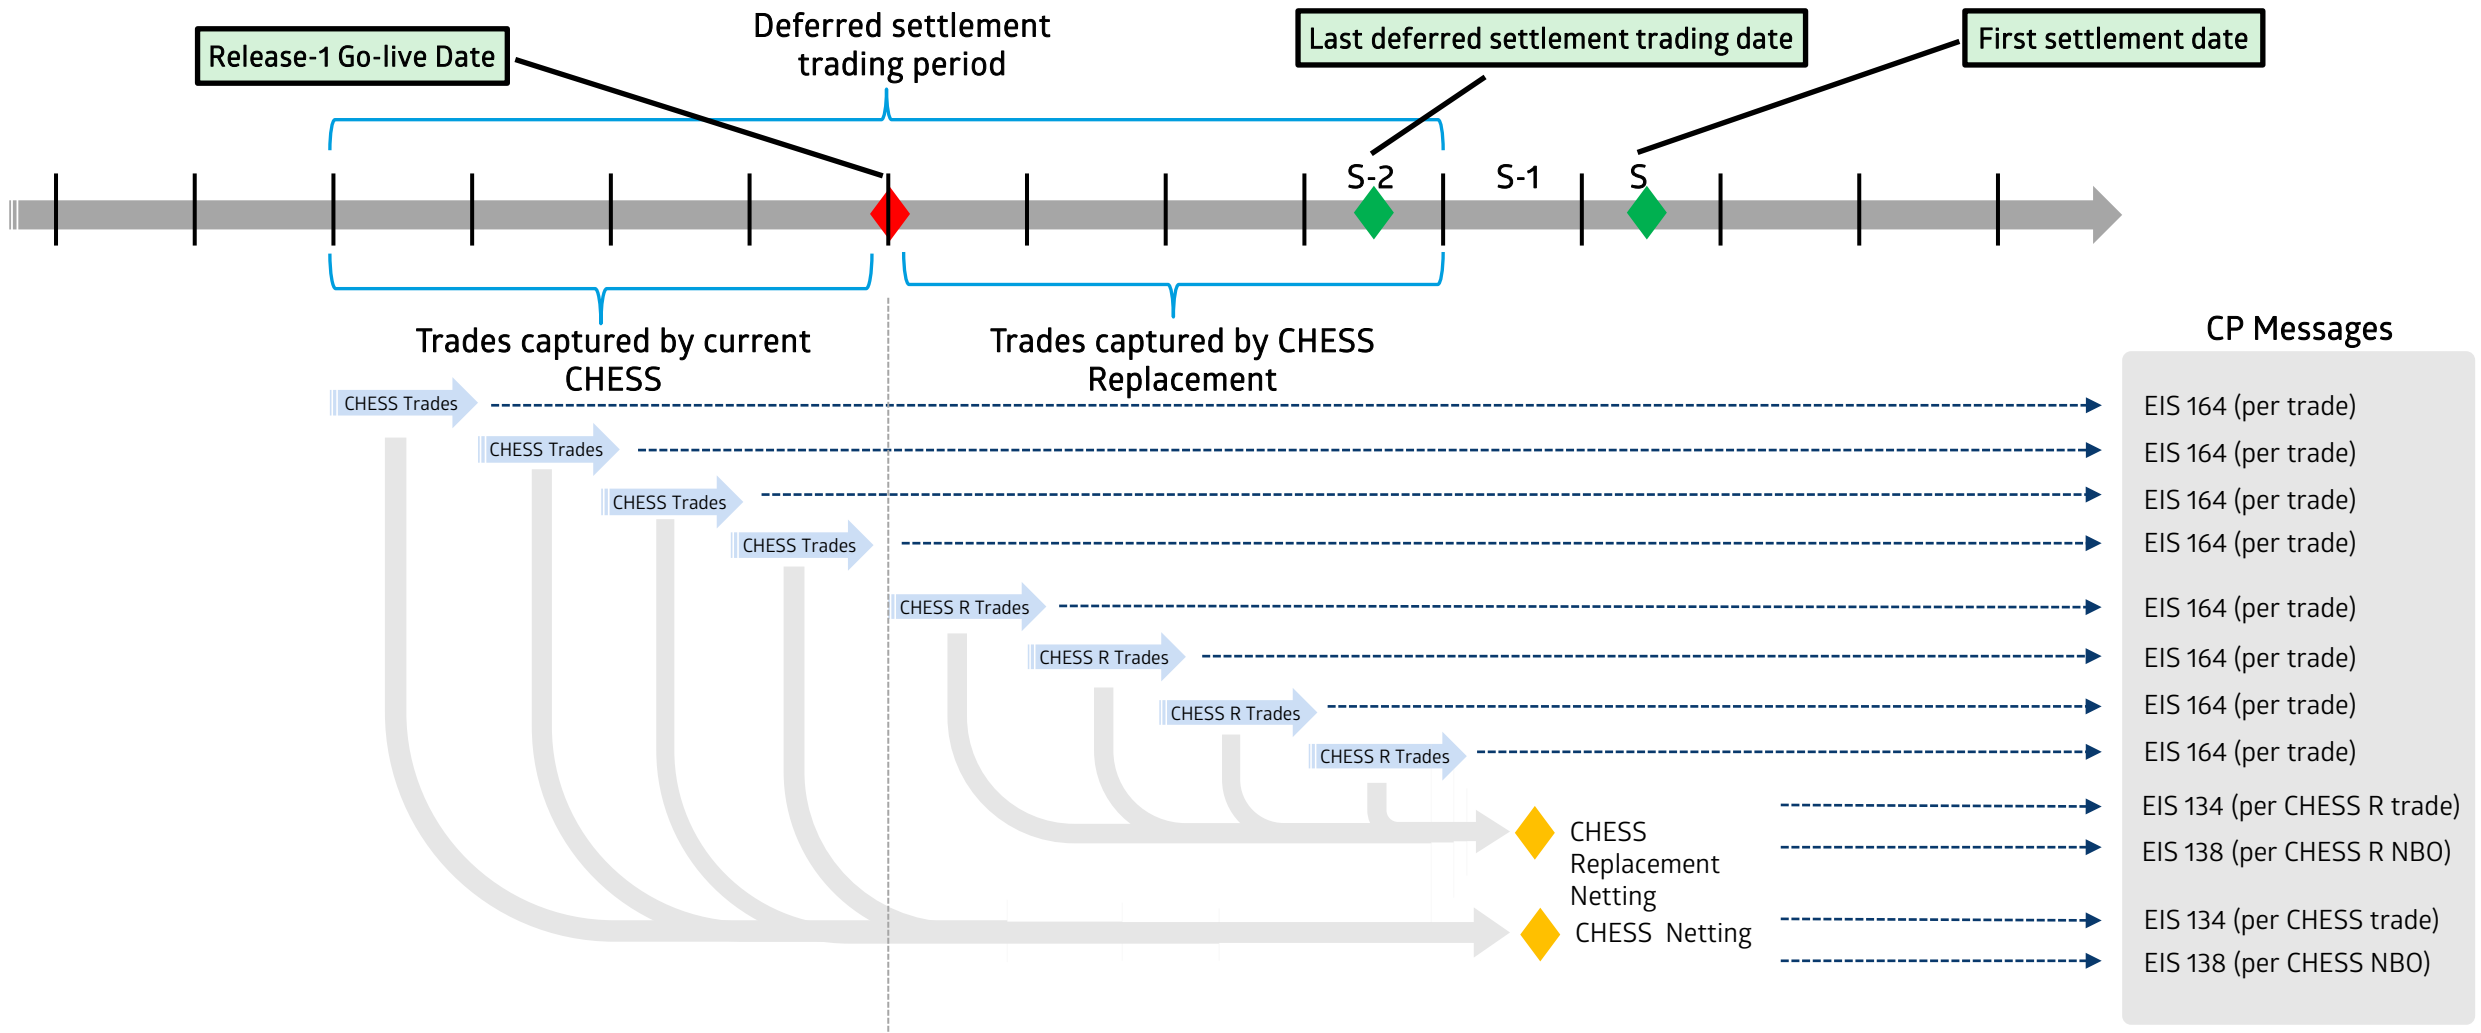 Deferred settlement
trading period
Release-1 Go-live Date
Last deferred settlement trading date
First settlement date
S-2
S-1
S
Trades captured by current
CHESS
Trades captured by CHESS
Replacement
CP Messages
CHESS Trades
EIS 164 (per trade)
CHESS Trades
EIS 164 (per trade)
CHESS Trades
EIS 164 (per trade)
CHESS Trades
EIS 164 (per trade)
CHESS R Trades
EIS 164 (per trade)
CHESS R Trades
EIS 164 (per trade)
CHESS R Trades
EIS 164 (per trade)
CHESS R Trades
EIS 164 (per trade)
CHESS
Replacement
Netting
EIS 134 (per CHESS R trade)
EIS 138 (per CHESS R NBO)
CHESS  Netting
EIS 134 (per CHESS trade)
EIS 138 (per CHESS NBO)